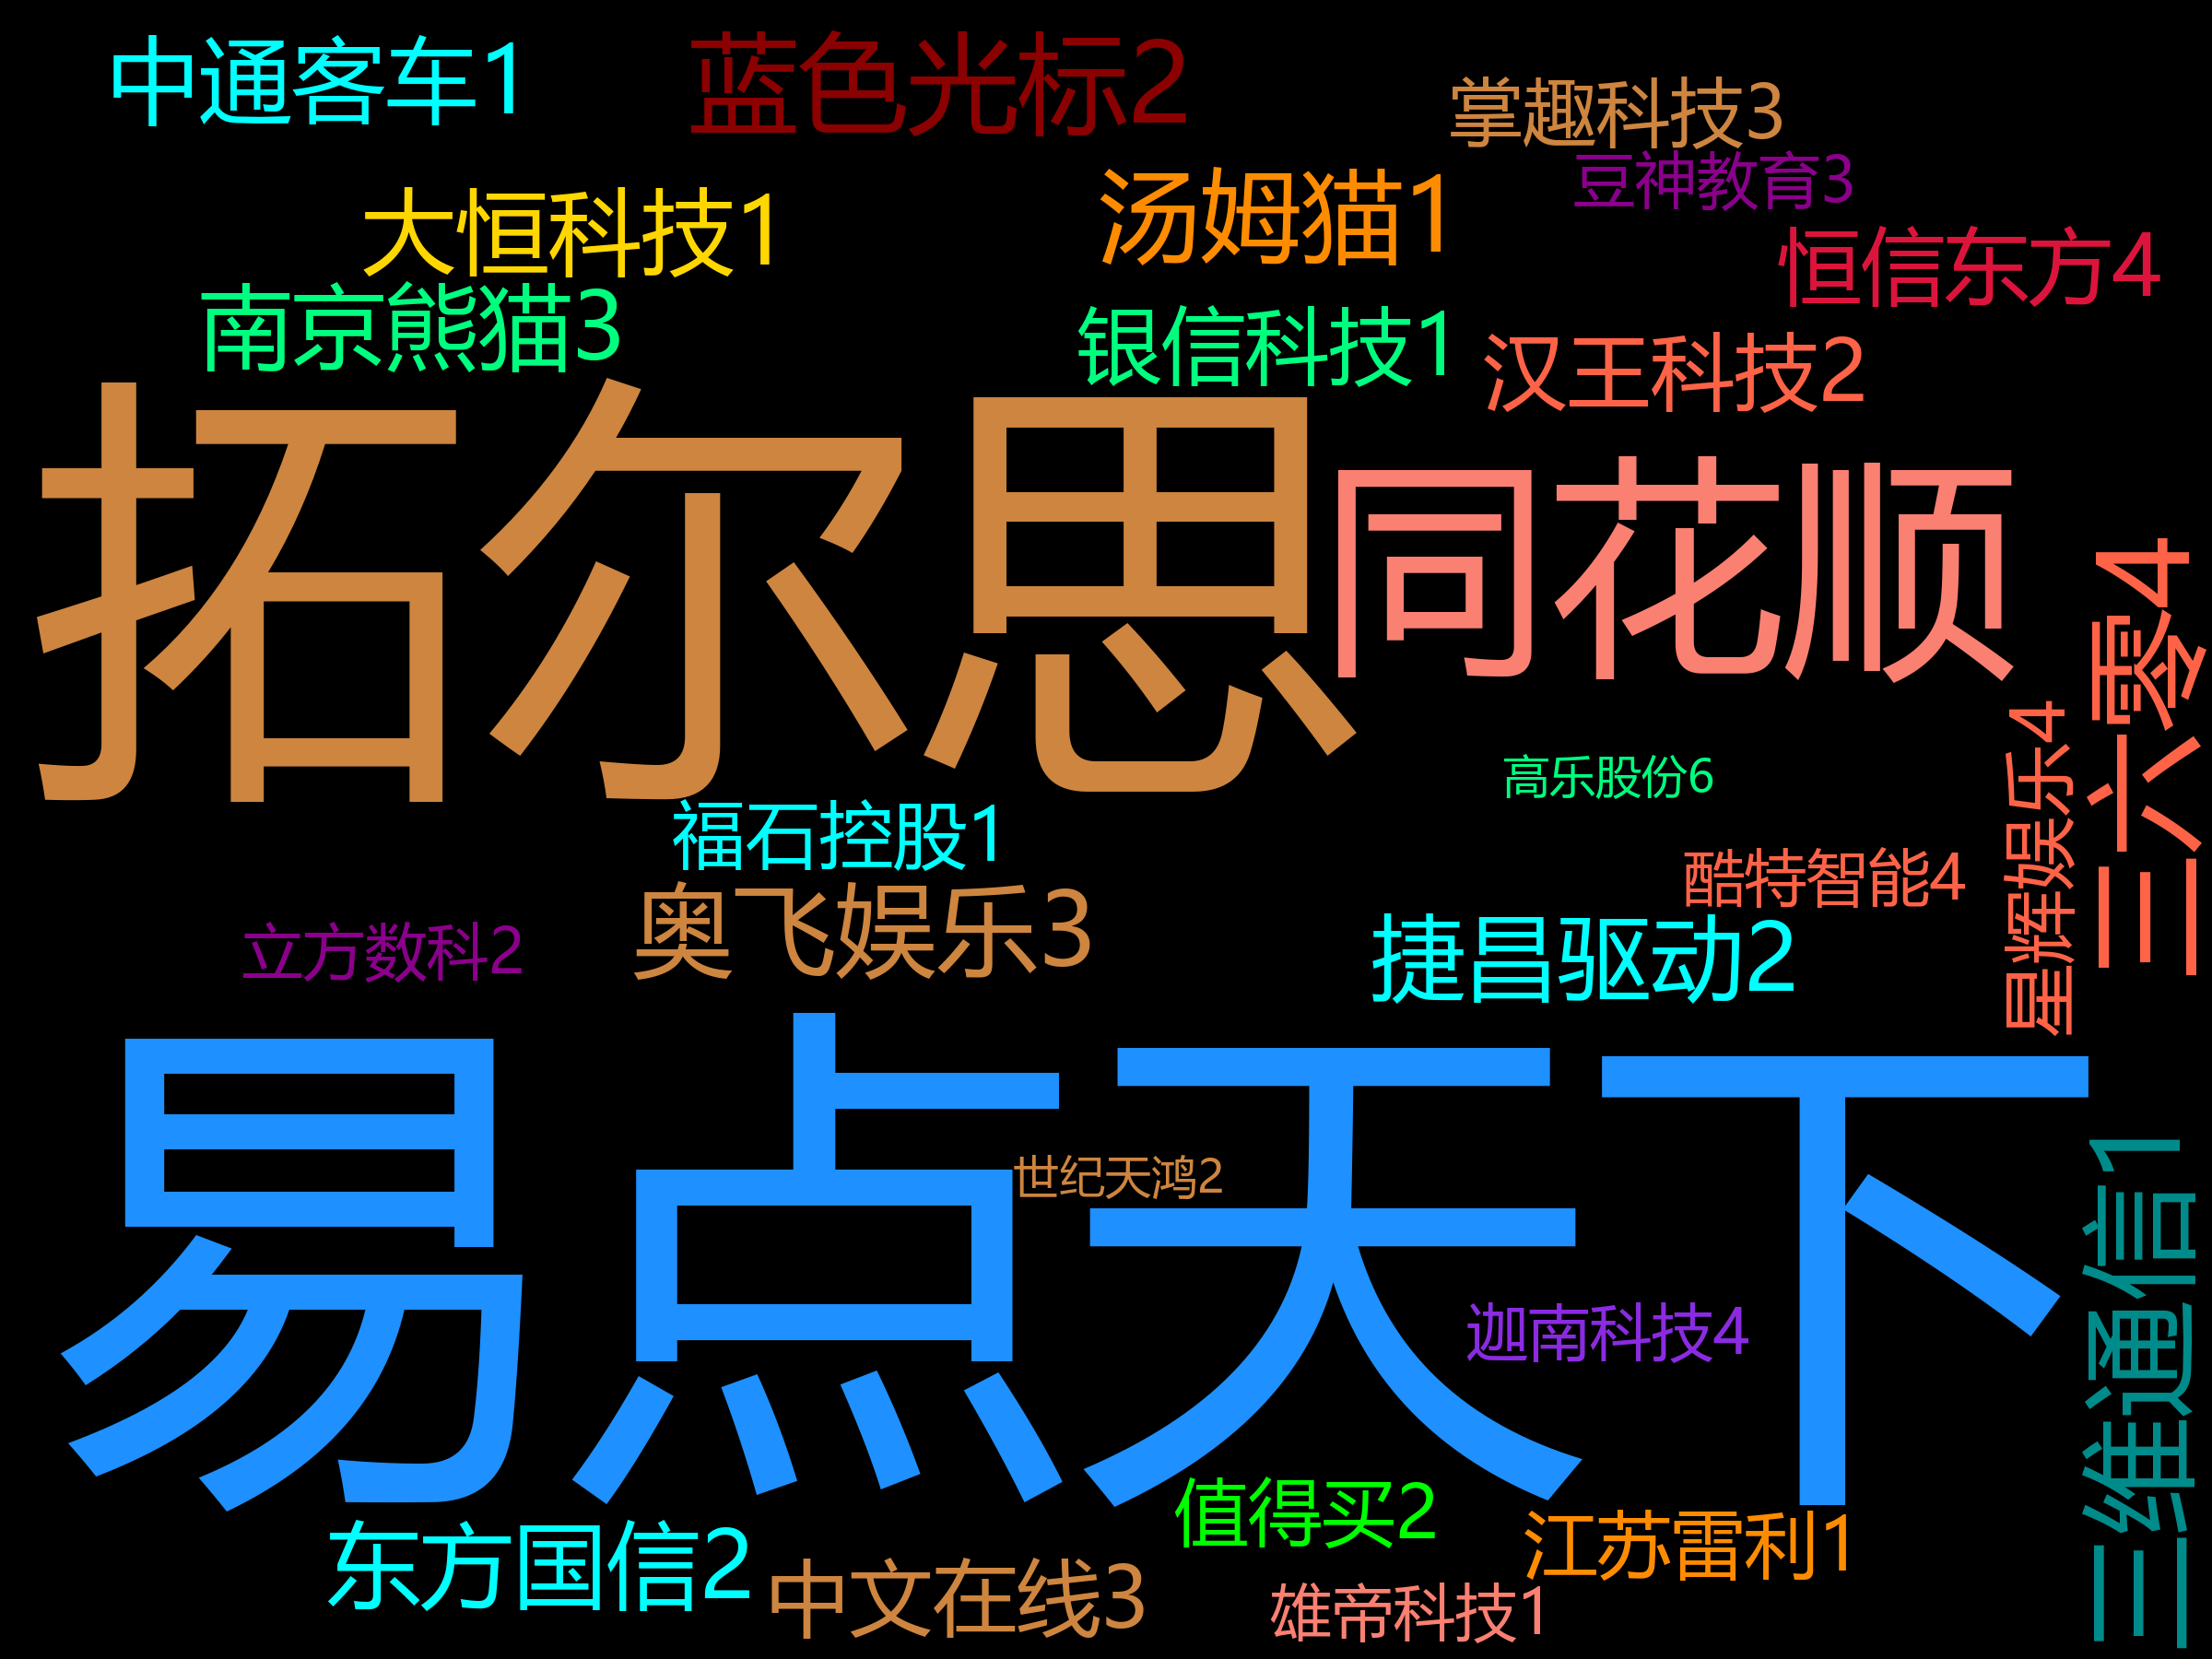 中通客车1
蓝色光标2
掌趣科技3
豆神教育3
大恒科技1
汤姆猫1
恒信东方4
南京熊猫3
银信科技1
汉王科技2
拓尔思
同花顺
三六零4
星辉娱乐4
高乐股份6
福石控股1
酷特智能4
奥飞娱乐3
立方数科2
捷昌驱动2
易点天下
世纪天鸿2
三维通信1
迦南科技4
值得买2
江苏雷利1
东方国信2
中文在线3
雄帝科技1